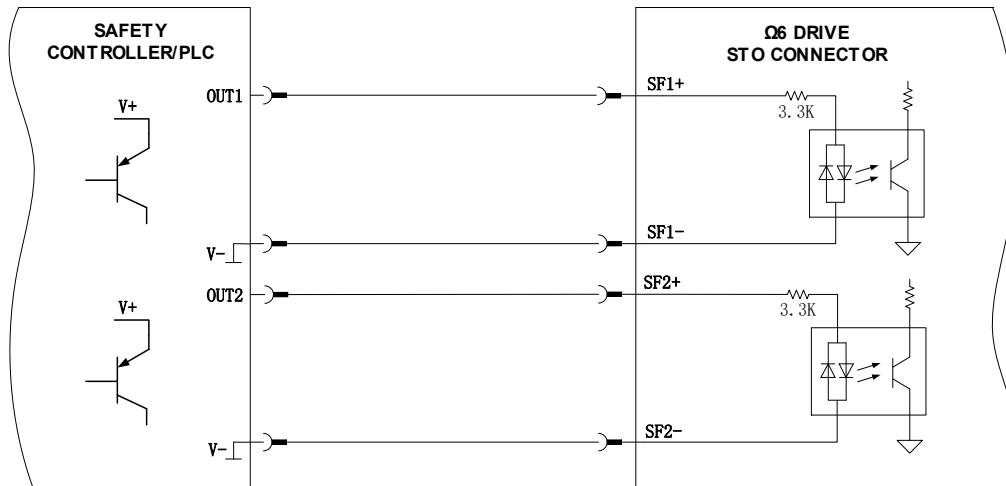 SAFETY
CONTROLLER/PLC
Ω6 DRIVE
STO CONNECTOR
V+
OUT1
SF1+
3.3K
V-
SF1-
OUT2
SF2+
V+
3.3K
V-
SF2-